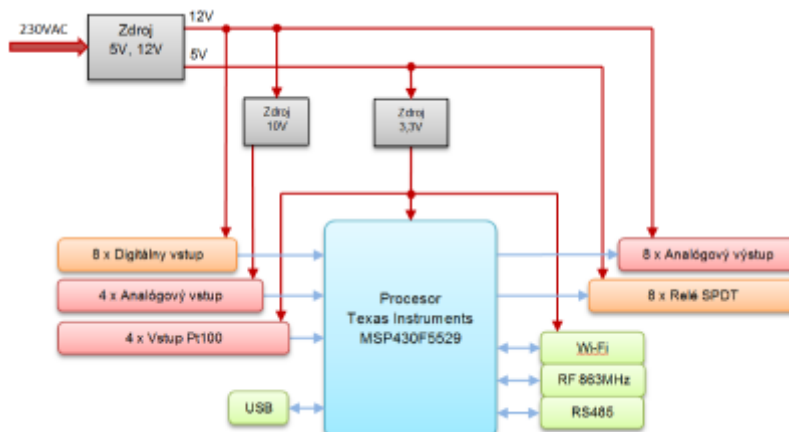 230VAC
Zdroj
5V, 12V
12V
5V
Zdroj
10V
Zdroj
3,3V
8 x Digitálny vstup
4 x Analógový vstup
4 x Vstup Pt100
USB
Procesor
Texas Instruments
MSP430F5529
8 x Analógový výstup
8 x Relé SPDT
Wi-Fi
RF 863MHz
RS485